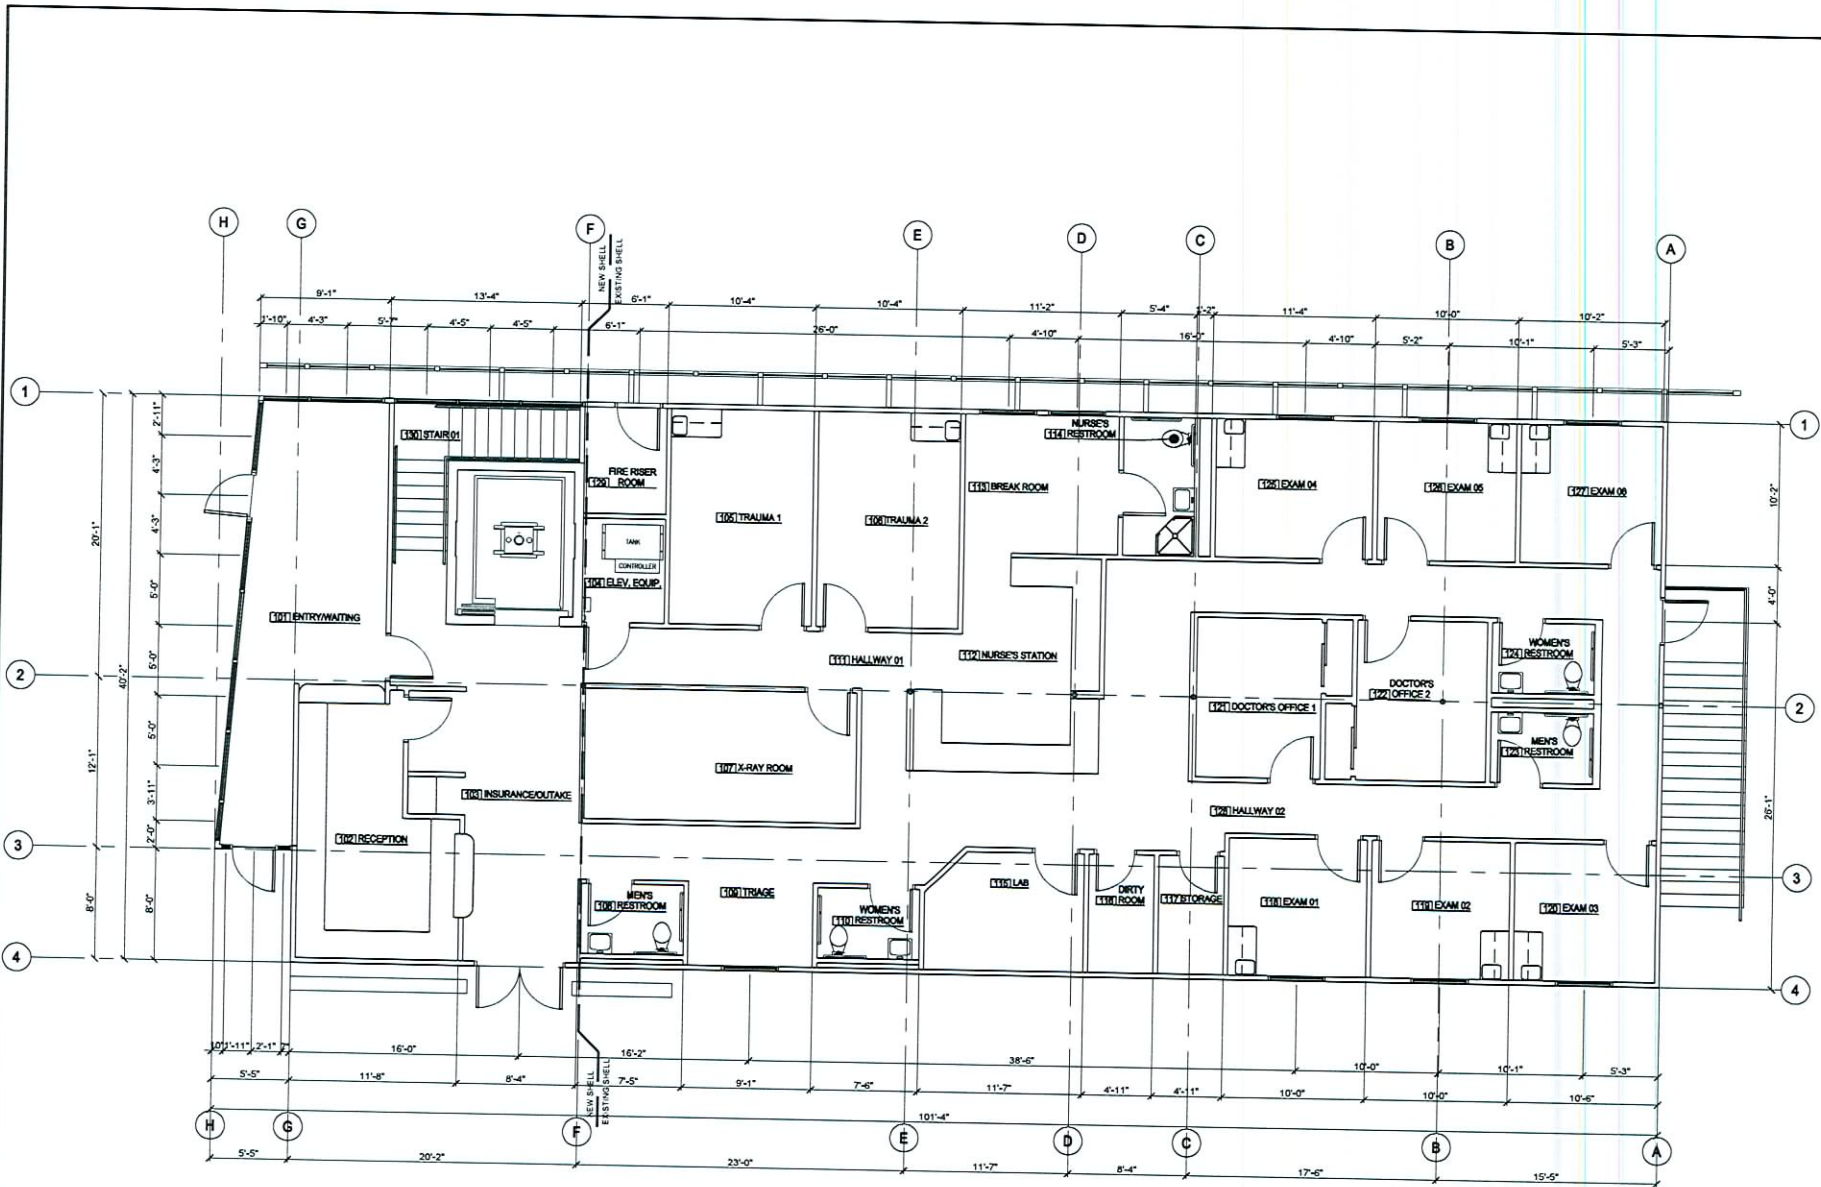 H
G
F
E
D
C
B
A
NEW SHELL
EXISTING SHELL
9'-1"
13'-4"
6'-1"
10'-4"
10'-4"
11'-2"
5'-4"
11'-4"
10'-0"
10'-2"
1'-10"
4'-3"
5'-7"
4'-5"
4'-5"
6'-1"
26'-0"
4'-10"
16'-0"
4'-10"
5'-2"
10'-1"
5'-3"
1
1
2'-11"
4'-3"
4'-3"
5'-0"
5'-0"
5'-0"
3'-11"
2'-0"
8'-0"
20'-1"
12'-1"
8'-0"
40'-2"
2
2
3
3
4
4
10'-2"
4'-0"
26'-1"
130 STAIR 01
FIRE RISER
129 ROOM
TANK
CONTROLLER
104 ELEV. EQUIP.
105 TRAUMA 1
106 TRAUMA 2
113 BREAK ROOM
NURSE'S
114 RESTROOM
125 EXAM 04
126 EXAM 05
127 EXAM 06
101 ENTRY/WAITING
111 HALLWAY 01
112 NURSE'S STATION
WOMEN'S
124 RESTROOM
DOCTOR'S
122 OFFICE 2
121 DOCTOR'S OFFICE 1
MEN'S
123 RESTROOM
107 X-RAY ROOM
103 INSURANCE/OUTAKE
128 HALLWAY 02
102 RECEPTION
MEN'S
108 RESTROOM
109 TRIAGE
WOMEN'S
110 RESTROOM
115 LAB
DIRTY
116 ROOM
117 STORAGE
118 EXAM 01
119 EXAM 02
120 EXAM 03
1'-11"
2'-1"
16'-0"
16'-2"
38'-6"
10'-0"
10'-1"
5'-3"
5'-5"
11'-8"
8'-4"
7'-5"
9'-1"
7'-6"
11'-7"
4'-11"
4'-11"
10'-0"
10'-0"
10'-6"
NEW SHELL
EXISTING SHELL
101'-4"
H
G
F
E
D
C
B
A
5'-5"
20'-2"
23'-0"
11'-7"
8'-4"
17'-6"
15'-5"